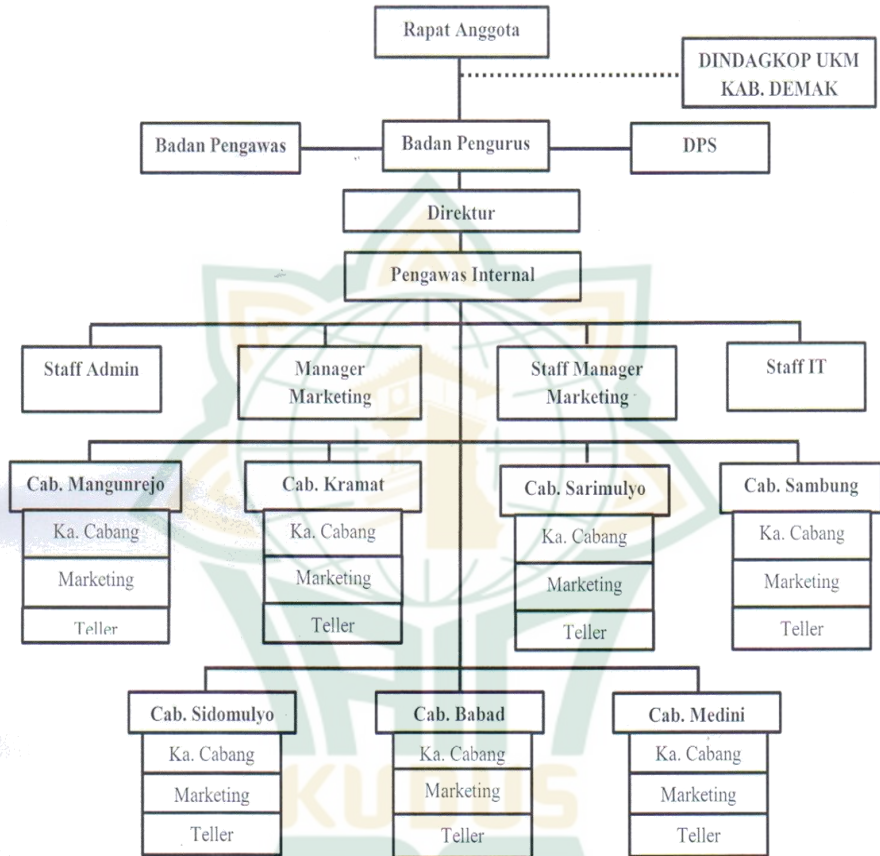 Rapat Anggota
DINDAGKOP UKM
KAB. DEMAK
Badan Pengawas
Badan Pengurus
DPS
Direktur
Pengawas Internal
Staff Admin
Manager
Marketing
Staff Manager
Marketing
Staff IT
Cab. Mangunrejo
Ka. Cabang
Marketing
Teller
Cab. Kramat
Ka. Cabang
Marketing
Teller
Cab. Sarimulyo
Ka. Cabang
Marketing
Teller
Cab. Sambung
Ka. Cabang
Marketing
Teller
Cab. Sidomulyo
Ka. Cabang
Marketing
Teller
Cab. Babad
Ka. Cabang
Marketing
Teller
Cab. Medini
Ka. Cabang
Marketing
Teller
KUDUS